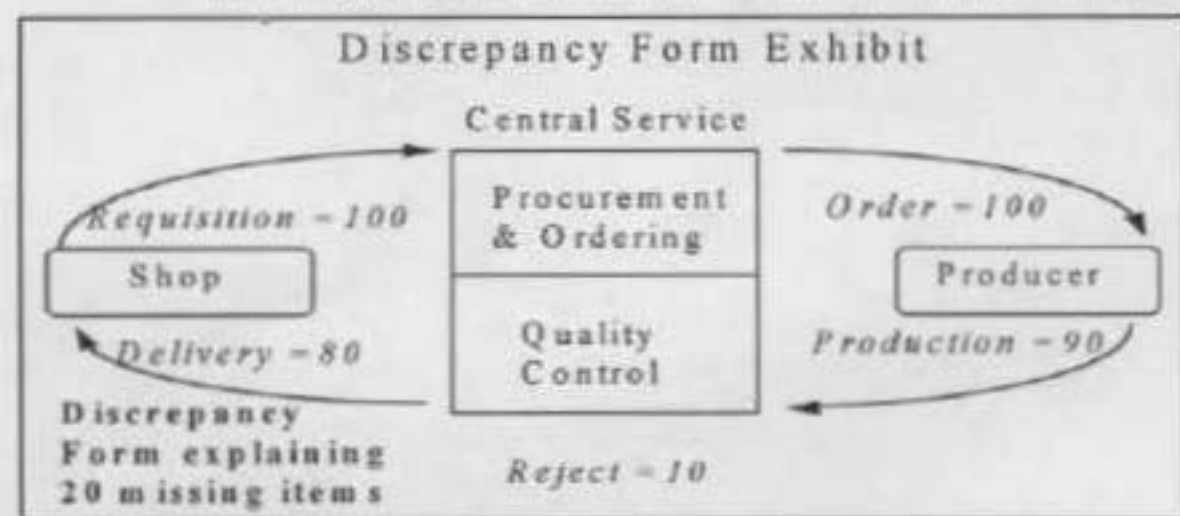 Discrepancy Form Exhibit
Central Service
Procurement
& Ordering
Requisition = 100
Order = 100
Shop
Producer
Quality
Control
Delivery = 80
Production = 90
Discrepancy
Form explaining
20 missing items
Reject = 10